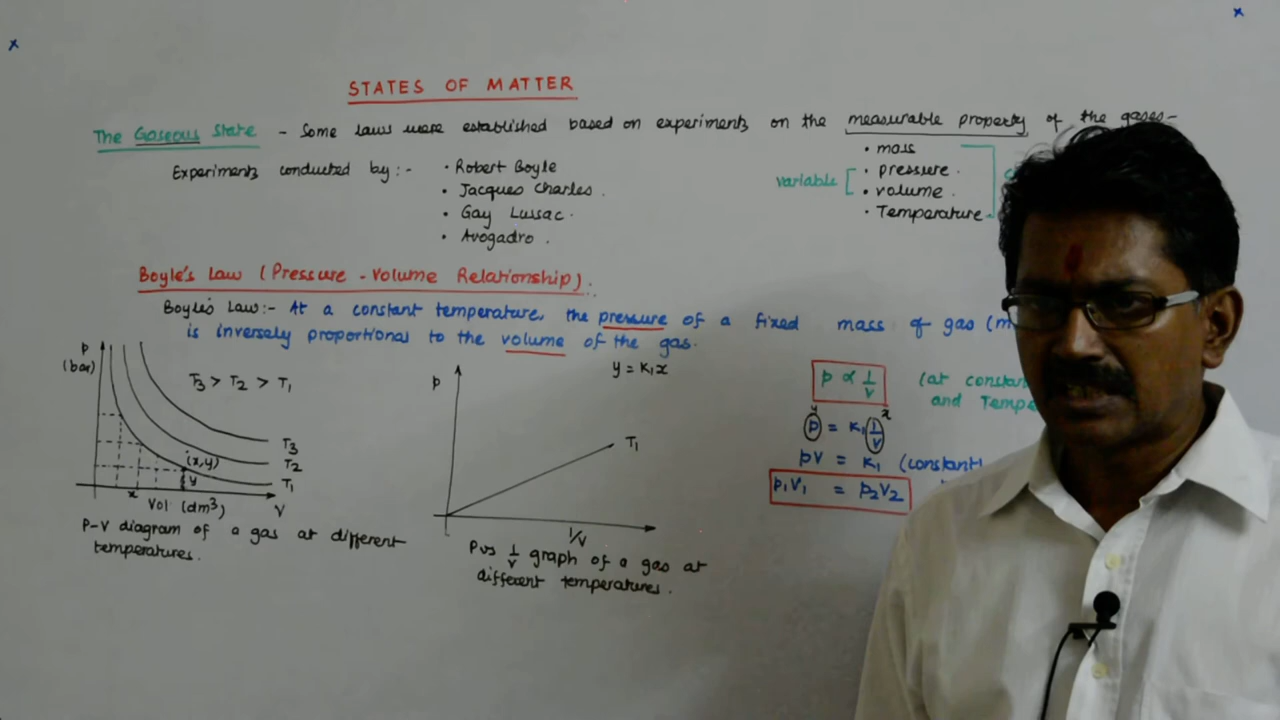 STATES OF MATTER
The Gaseous State - Some laws were established based on experiments on the measurable property of the gases-
Experiments conducted by:-
• Robert Boyle
• Jacques Charles.
• Gay Lussac.
• Avogadro.
variable
• mass
• pressure.
• volume.
• Temperature
Boyle's Law (Pressure - Volume Relationship).
Boyle's Law:- At a constant temperature, the pressure of a fixed mass of gas
is inversely proportional to the volume of the gas.
P
(bar)
T3 > T2 > T1
T3
T2
T1
(x,y)
y
x
Vol (dm³)
V
P-V diagram of a gas at different
temperatures.
y = K1x
P
T1
1/V
P vs 1/V graph of a gas at
different temperatures.
p ∝ 1/V (at constant
and Temp
y x
p = K1 1/V
pV = K1 (constant)
P1V1 = P2V2